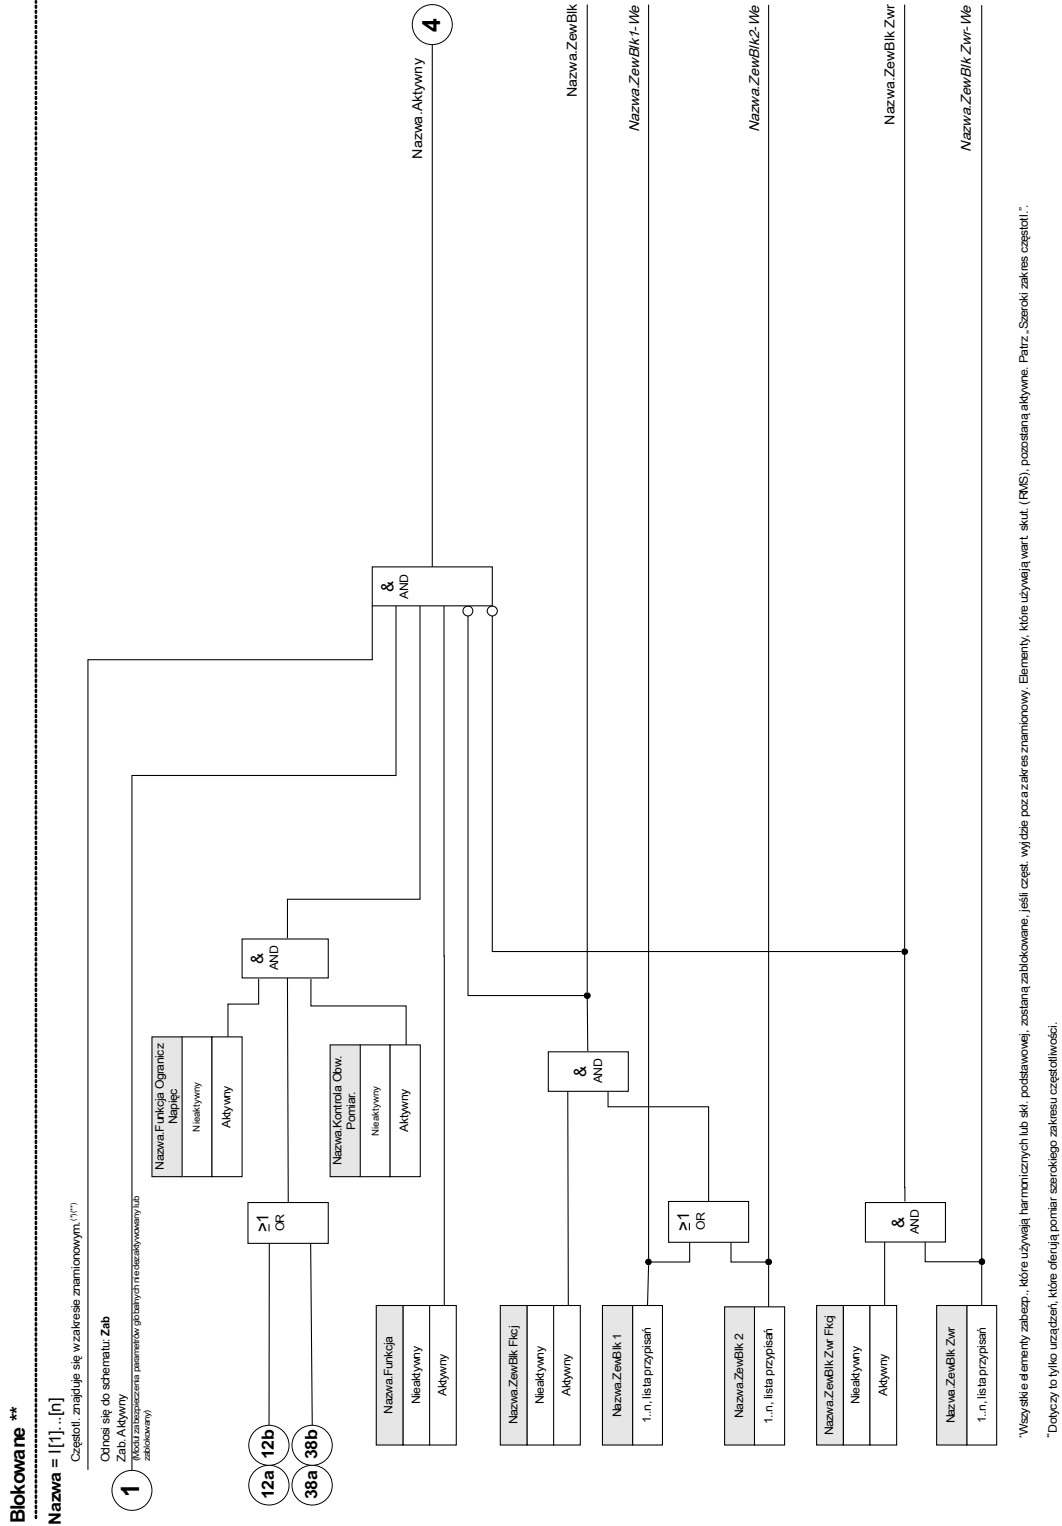 Blokowane **
Nazwa = I[1]...[n]
Częstotl. znajduje się w zakresie znamionowym.(*)(**)
Odnosi się do schematu: Zab
Zab. Aktywny
(Moduł zabezpieczenia parametrów globalnych nie dezaktywowany lub
zablokowany)
1
12a
12b
38a
38b
≥1
OR
Nazwa.Funkcja Ogranicz
Napięc
Nieaktywny
Aktywny
Nazwa.Kontrola Obw.
Pomiar.
Nieaktywny
Aktywny
&
AND
Nazwa.Funkcja
Nieaktywny
Aktywny
&
AND
Nazwa.Aktywny
4
Nazwa.ZewBlk Fkcj
Nieaktywny
Aktywny
&
AND
Nazwa.ZewBlk
Nazwa.ZewBlk 1
1..n, lista przypisań
Nazwa.ZewBlk1-We
≥1
OR
Nazwa.ZewBlk 2
1..n, lista przypisań
Nazwa.ZewBlk2-We
Nazwa.ZewBlk Zwr Fkcj
Nieaktywny
Aktywny
&
AND
Nazwa.ZewBlk Zwr
Nazwa.ZewBlk Zwr
1..n, lista przypisań
Nazwa.ZewBlk Zwr-We
*Wszystkie elementy zabezp., które używają harmonicznych lub skł. podstawowej, zostaną zablokowane, jeśli częst. wyjdzie poza zakres znamionowy. Elementy, które używają wart. skut. (RMS), pozostaną aktywne. Patrz „Szeroki zakres częstotl.”.
**Dotyczy to tylko urządzeń, które oferują pomiar szerokiego zakresu częstotliwości.